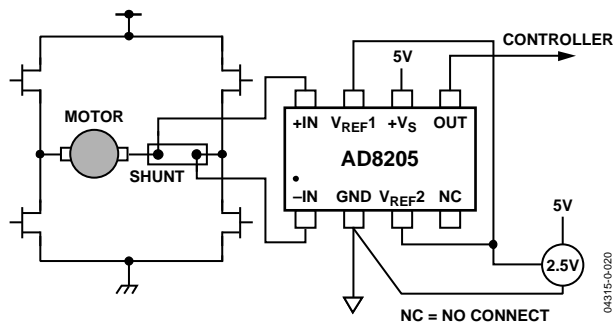 CONTROLLER
5V
MOTOR
SHUNT
+IN VREF1 +VS OUT
AD8205
–IN GND VREF2 NC
5V
2.5V
NC = NO CONNECT
04315-0-020